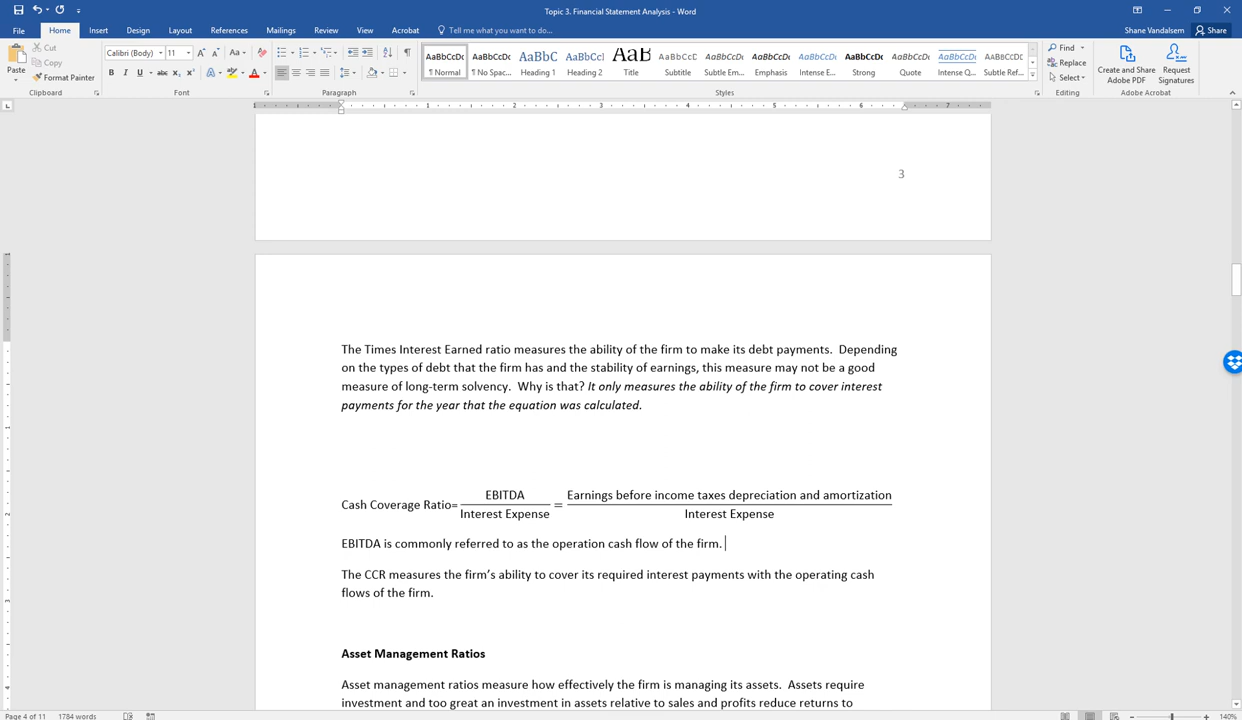 Topic 3. Financial Statement Analysis - Word
File Home Insert Design Layout References Mailings Review View Acrobat Tell me what you want to do... Shane Vandalsem Share
Paste Cut Copy Format Painter
Calibri (Body) 11
AaBbCcDc ¶ Normal
AaBbCcDc ¶ No Spac...
AaBbC Heading 1
AaBbCcI Heading 2
AaB Title
AaBbCcD Subtitle
AaBbCcDi Subtle Em...
AaBbCcDi Emphasis
AaBbCcDi Intense E...
AaBbCcDc Strong
AaBbCcDi Quote
AaBbCcDi Intense Q...
AABBCCDI Subtle Ref...
Find
Replace
Select
Create and Share Adobe PDF
Request Signatures
Clipboard Font Paragraph Styles Editing Adobe Acrobat
1 1 2 3 4 5 6 7
3
The Times Interest Earned ratio measures the ability of the firm to make its debt payments. Depending
on the types of debt that the firm has and the stability of earnings, this measure may not be a good
measure of long-term solvency. Why is that? It only measures the ability of the firm to cover interest
payments for the year that the equation was calculated.
Cash Coverage Ratio= EBITDA / Interest Expense = Earnings before income taxes depreciation and amortization / Interest Expense
EBITDA is commonly referred to as the operation cash flow of the firm.
The CCR measures the firm's ability to cover its required interest payments with the operating cash
flows of the firm.
Asset Management Ratios
Asset management ratios measure how effectively the firm is managing its assets. Assets require
investment and too great an investment in assets relative to sales and profits reduce returns to
Page 4 of 11 1784 words 140%